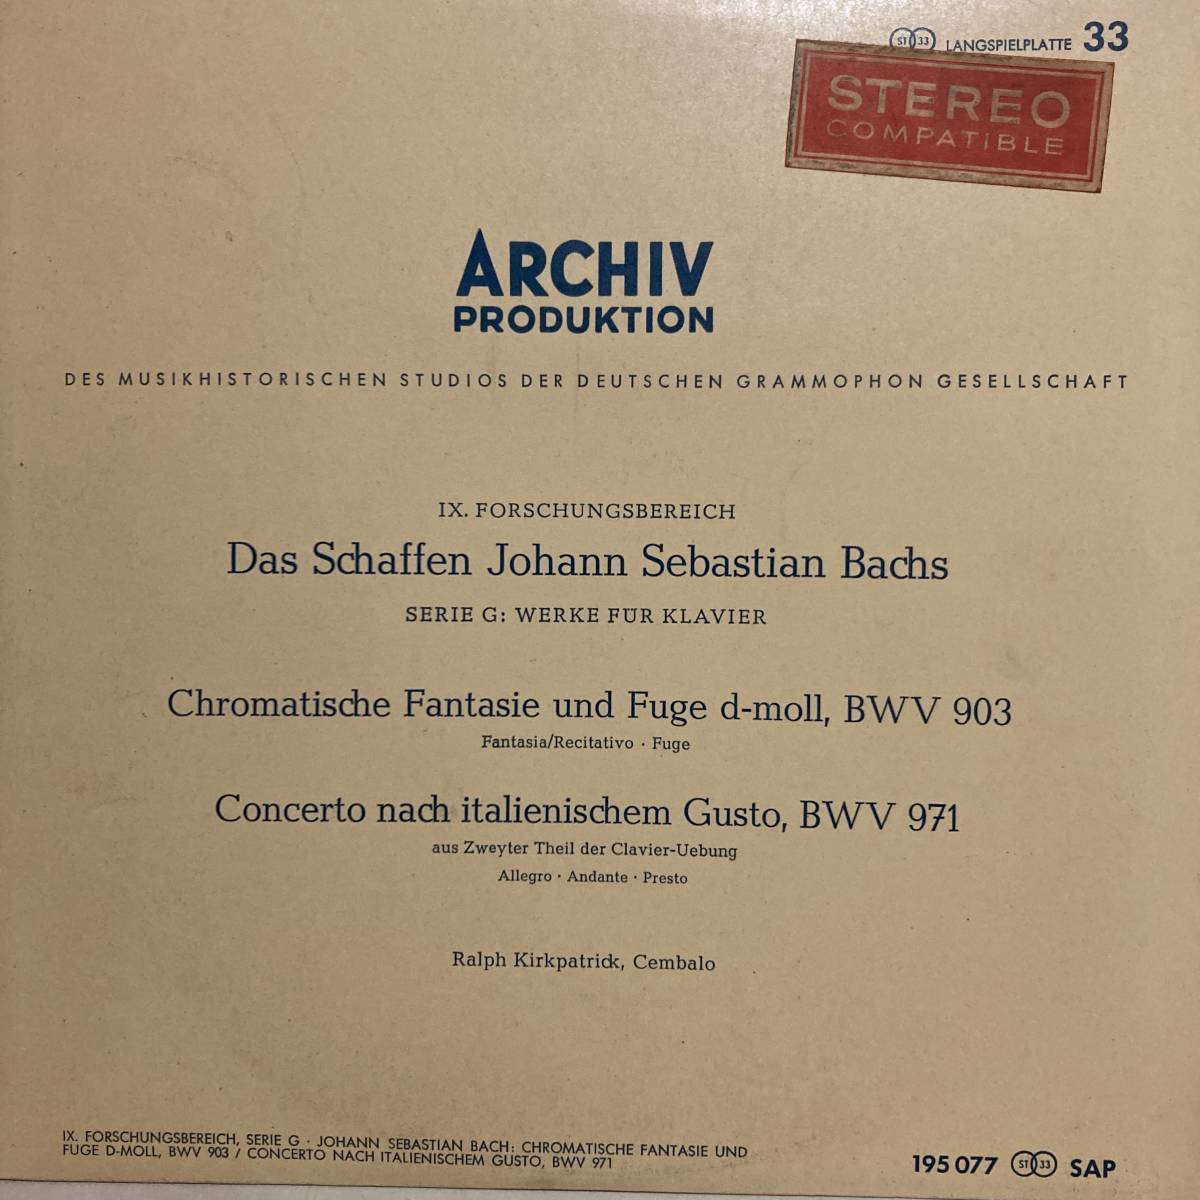 ST 33 LANGSPIELPLATTE 33
STEREO
COMPATIBLE
ARCHIV
PRODUKTION
DES MUSIKHISTORISCHEN STUDIOS DER DEUTSCHEN GRAMMOPHON GESELLSCHAFT
IX. FORSCHUNGSBEREICH
Das Schaffen Johann Sebastian Bachs
SERIE G: WERKE FÜR KLAVIER
Chromatische Fantasie und Fuge d-moll, BWV 903
Fantasia/Recitativo · Fuge
Concerto nach italienischem Gusto, BWV 971
aus Zweyter Theil der Clavier-Uebung
Allegro · Andante · Presto
Ralph Kirkpatrick, Cembalo
IX. FORSCHUNGSBEREICH, SERIE G · JOHANN SEBASTIAN BACH: CHROMATISCHE FANTASIE UND
FUGE D-MOLL, BWV 903 / CONCERTO NACH ITALIENISCHEM GUSTO, BWV 971
195 077 ST 33 SAP